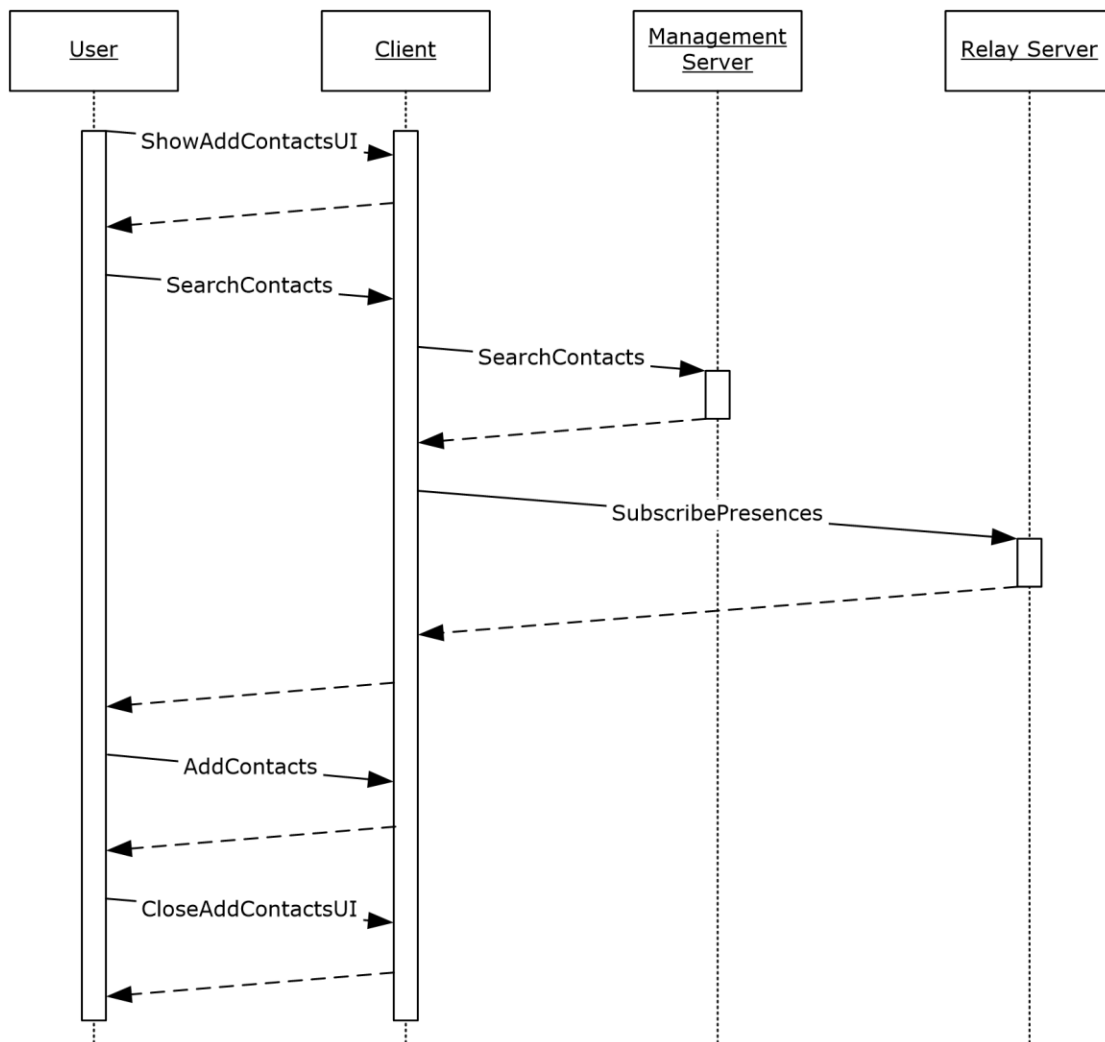 User
Client
Management
Server
Relay Server
ShowAddContactsUI
SearchContacts
SearchContacts
SubscribePresences
AddContacts
CloseAddContactsUI